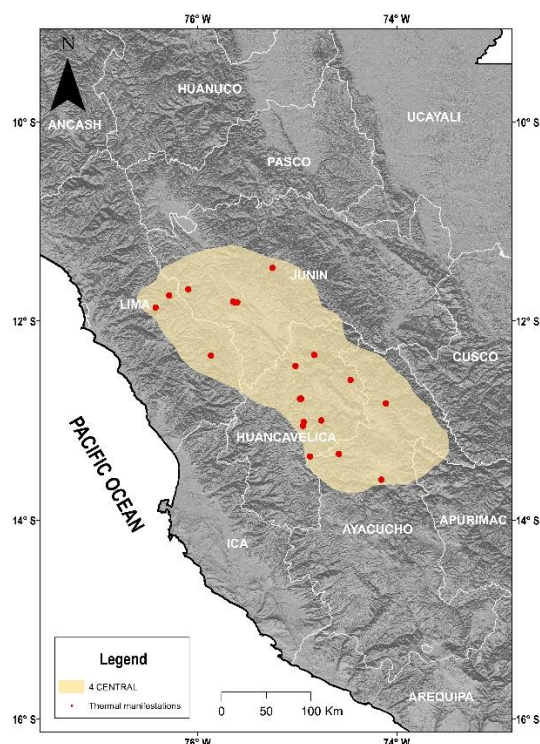 76° W
74° W
N
HUANUCO
ANCASH
10° S
10° S
UCAYALI
PASCO
JUNIN
LIMA
12° S
12° S
CUSCO
HUANCAVELICA
PACIFIC OCEAN
14° S
14° S
AYACUCHO
APURIMAC
ICA
Legend
4 CENTRAL
Thermal manifestations
0 50 100 Km
AREQUIPA
16° S
16° S
76° W
74° W